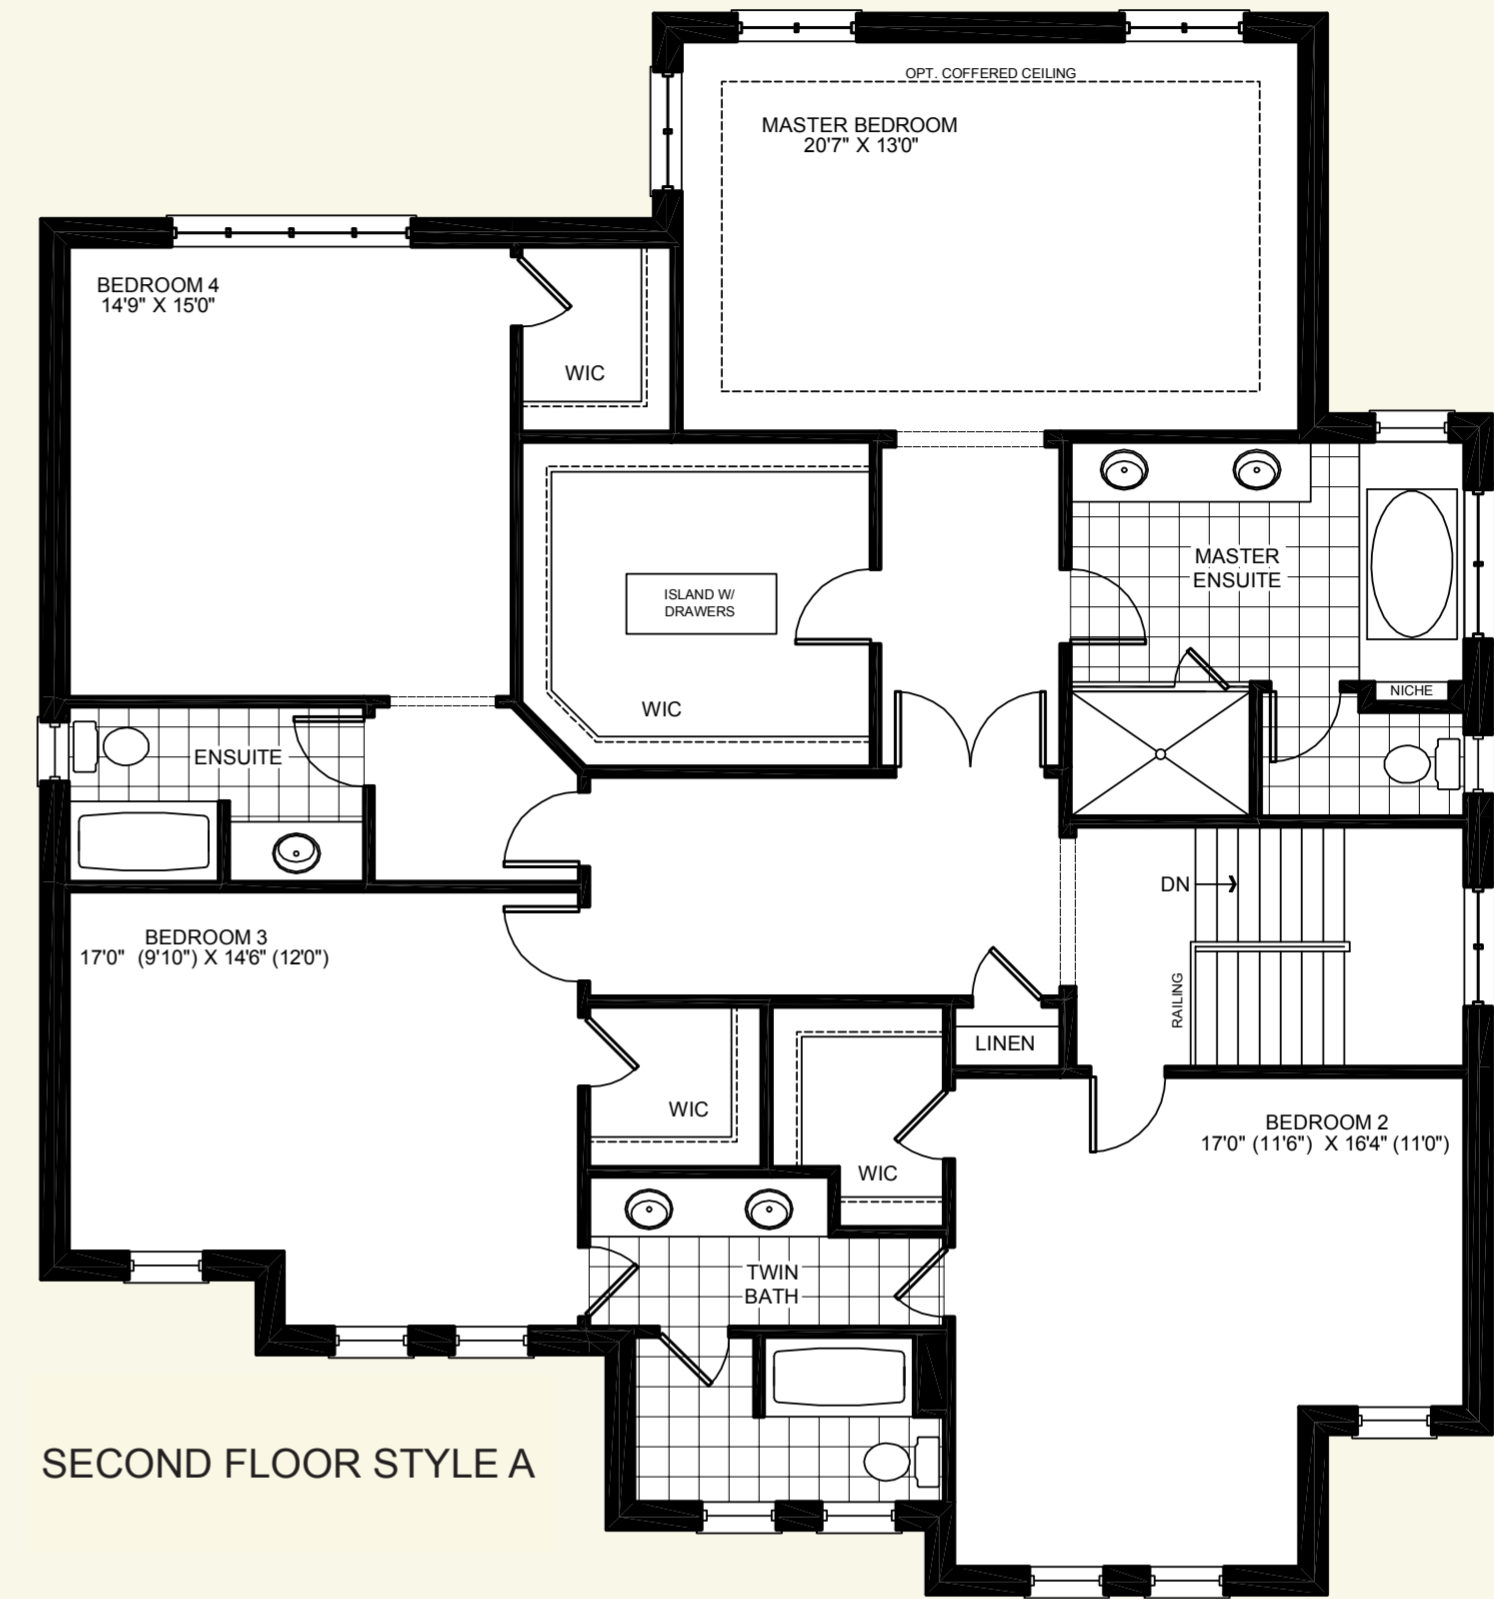 OPT. COFFERED CEILING
MASTER BEDROOM
20'7" X 13'0"
BEDROOM 4
14'9" X 15'0"
WIC
ISLAND W/
DRAWERS
WIC
MASTER
ENSUITE
NICHE
ENSUITE
DN
RAILING
BEDROOM 3
17'0" (9'10") X 14'6" (12'0")
LINEN
WIC
WIC
BEDROOM 2
17'0" (11'6") X 16'4" (11'0")
TWIN
BATH
SECOND FLOOR STYLE A